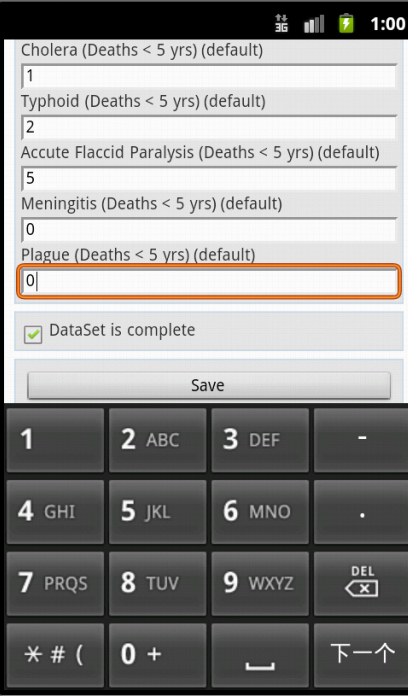 3G 1:00
Cholera (Deaths < 5 yrs) (default)
1
Typhoid (Deaths < 5 yrs) (default)
2
Accute Flaccid Paralysis (Deaths < 5 yrs) (default)
5
Meningitis (Deaths < 5 yrs) (default)
0
Plague (Deaths < 5 yrs) (default)
0
DataSet is complete
Save
1 2 ABC 3 DEF -
4 GHI 5 JKL 6 MNO .
7 PRQS 8 TUV 9 WXYZ DEL
* # ( 0 + 下一个